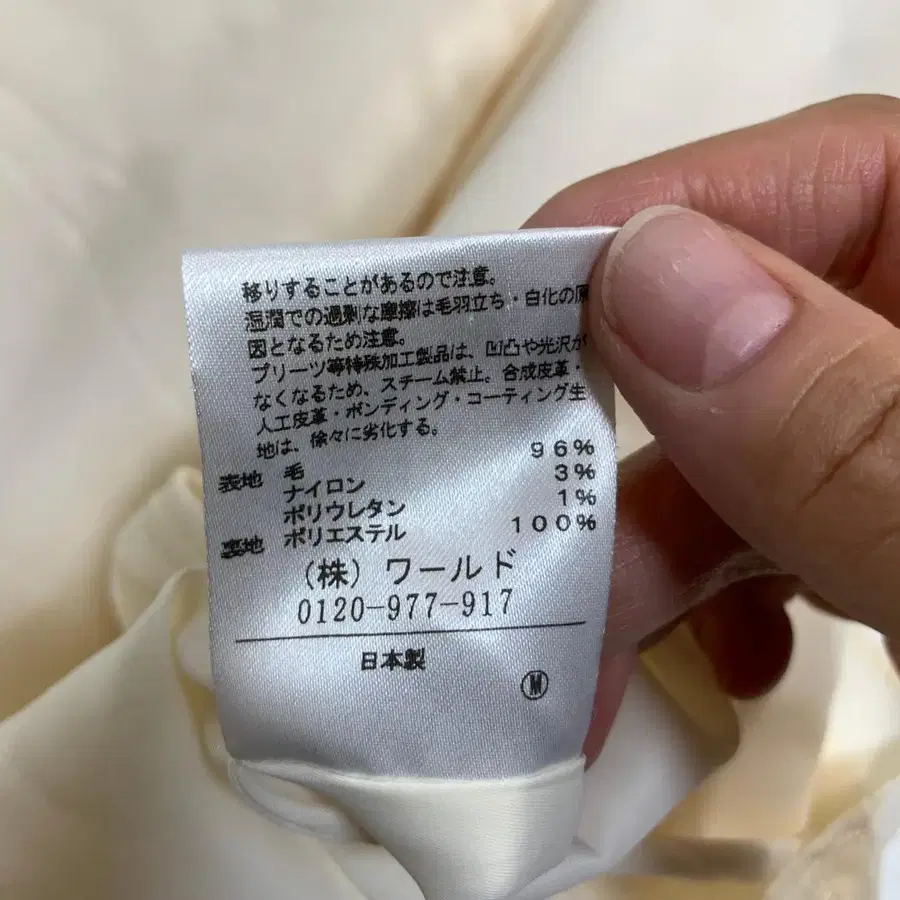 移りすることがあるので注意。
湿潤での過剰な摩擦は毛羽立ち・白化の原
因となるため注意。
プリーツ等特殊加工製品は、凹凸や光沢が
なくなるため、スチーム禁止。合成皮革・
人工皮革・ボンディング・コーティング生
地は、徐々に劣化する。
表地 毛 96%
ナイロン 3%
ポリウレタン 1%
裏地 ポリエステル 100%
(株) ワールド
0120-977-917
日本製
M